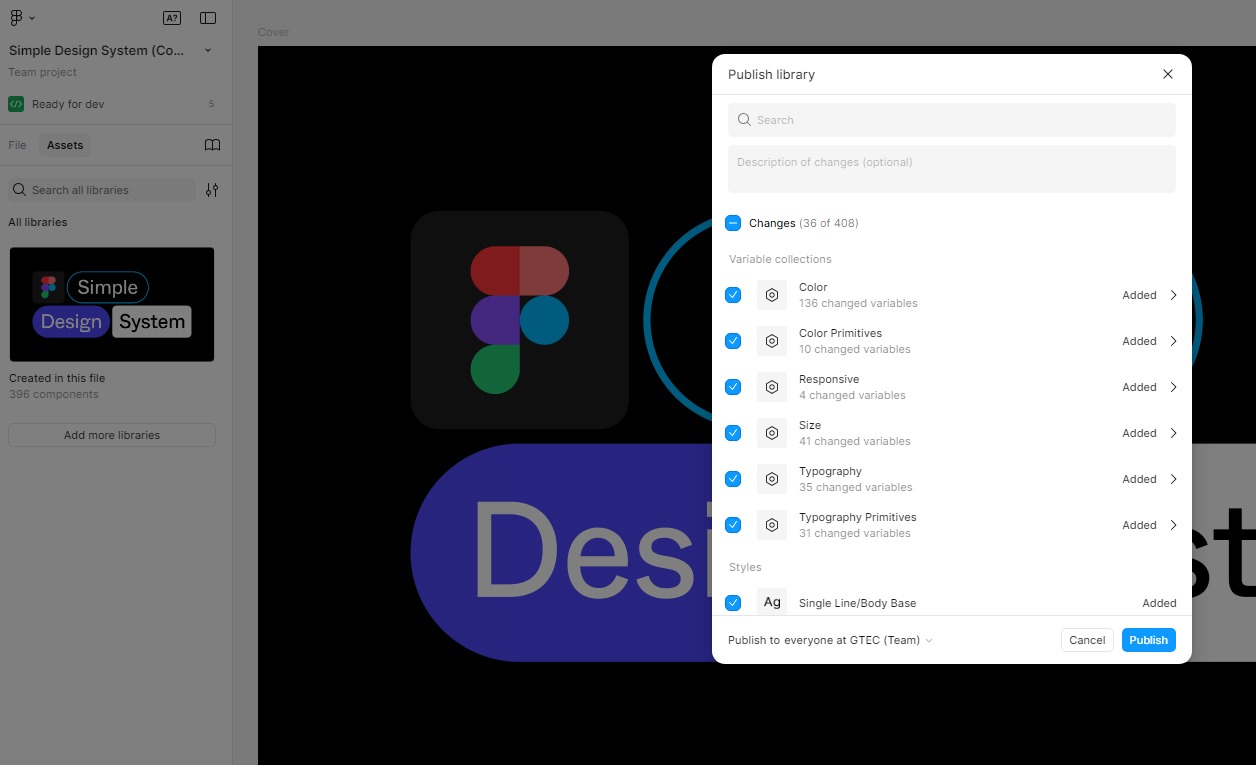 A?
Simple Design System (Co...
Team project
Ready for dev
5
File
Assets
Search all libraries
All libraries
Simple
Design
System
Created in this file
396 components
Add more libraries
Cover
Desi
st
Publish library
Search
Description of changes (optional)
Changes (36 of 408)
Variable collections
Color
136 changed variables
Added
Color Primitives
10 changed variables
Added
Responsive
4 changed variables
Added
Size
41 changed variables
Added
Typography
35 changed variables
Added
Typography Primitives
31 changed variables
Added
Styles
Ag
Single Line/Body Base
Added
Publish to everyone at GTEC (Team)
Cancel
Publish